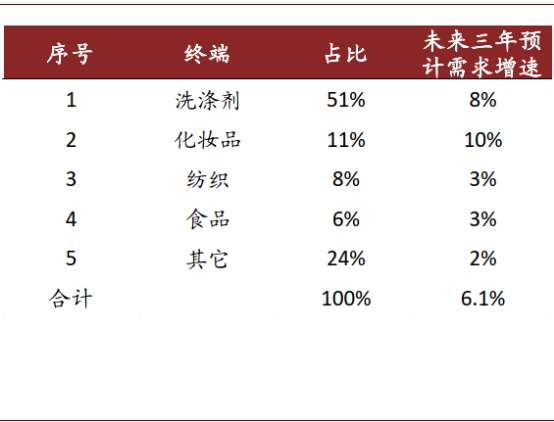 序号 终端 占比 未来三年预
计需求增速
1 洗涤剂 51% 8%
2 化妆品 11% 10%
3 纺织 8% 3%
4 食品 6% 3%
5 其它 24% 2%
合计 100% 6.1%